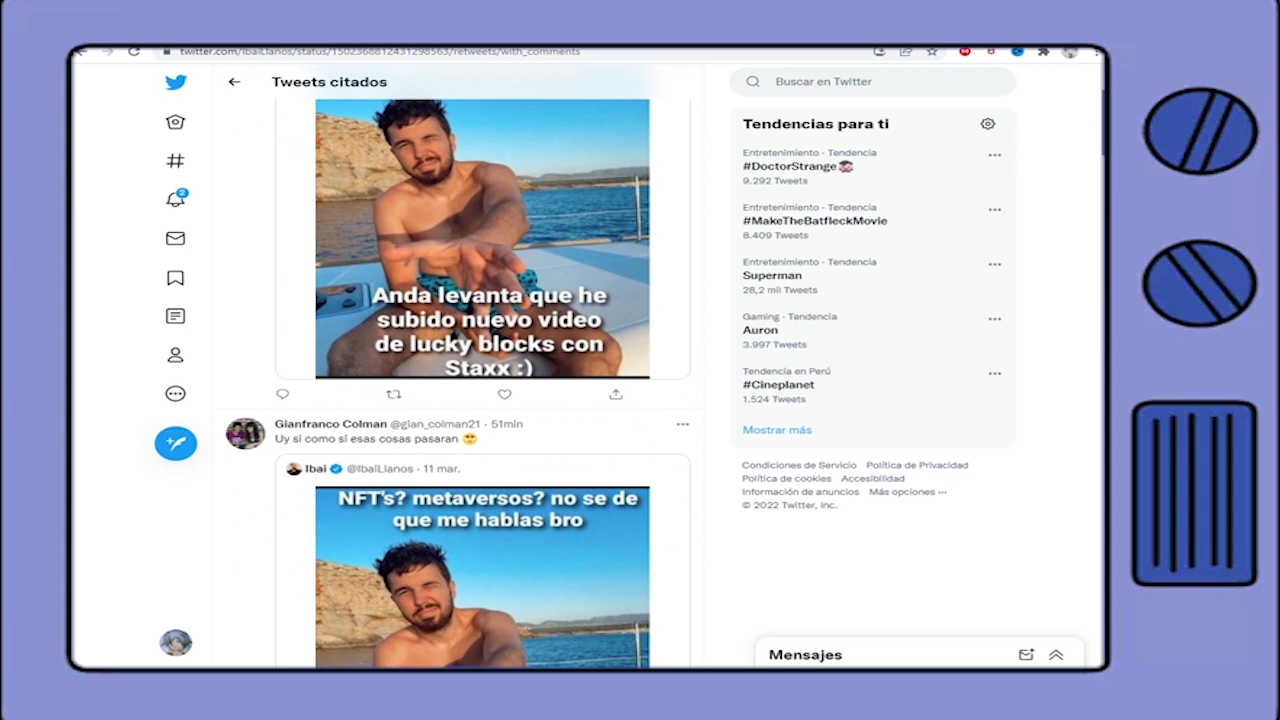 twitter.com/IbaiLlanos/status/1502368812431298563/retweets/with_comments
Tweets citados
Anda levanta que he
subido nuevo video
de lucky blocks con
Staxx :)
Gianfranco Colman @gian_colman21 · 51min
Uy si como si esas cosas pasaran 🥺
Ibai @IbaiLlanos · 11 mar.
NFT's? metaversos? no se de
que me hablas bro
2
Buscar en Twitter
Tendencias para ti
Entretenimiento · Tendencia
#DoctorStrange
9.292 Tweets
Entretenimiento · Tendencia
#MakeTheBatfleckMovie
8.409 Tweets
Entretenimiento · Tendencia
Superman
28,2 mil Tweets
Gaming · Tendencia
Auron
3.997 Tweets
Tendencia en Perú
#Cineplanet
1.524 Tweets
Mostrar más
Condiciones de Servicio Política de Privacidad
Política de cookies Accesibilidad
Información de anuncios Más opciones ···
© 2022 Twitter, Inc.
Mensajes